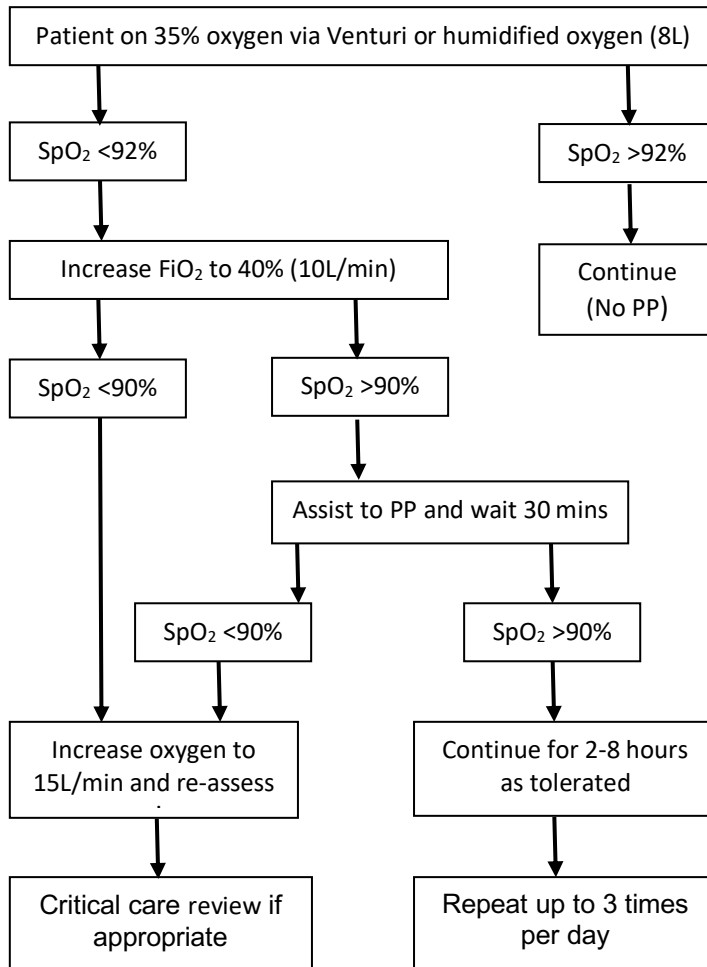 Patient on 35% oxygen via Venturi or humidified oxygen (8L)
SpO₂ <92%
SpO₂ >92%
Increase FiO₂ to 40% (10L/min)
Continue
(No PP)
SpO₂ <90%
SpO₂ >90%
Assist to PP and wait 30 mins
SpO₂ <90%
SpO₂ >90%
Increase oxygen to
15L/min and re-assess
Continue for 2-8 hours
as tolerated
Critical care review if
appropriate
Repeat up to 3 times
per day